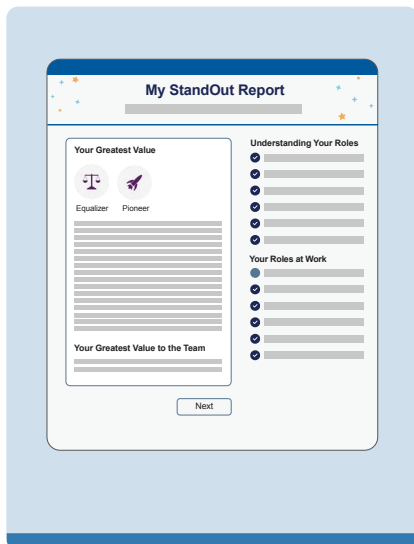 My StandOut Report
Your Greatest Value
Equalizer Pioneer
Your Greatest Value to the Team
Understanding Your Roles
Your Roles at Work
Next